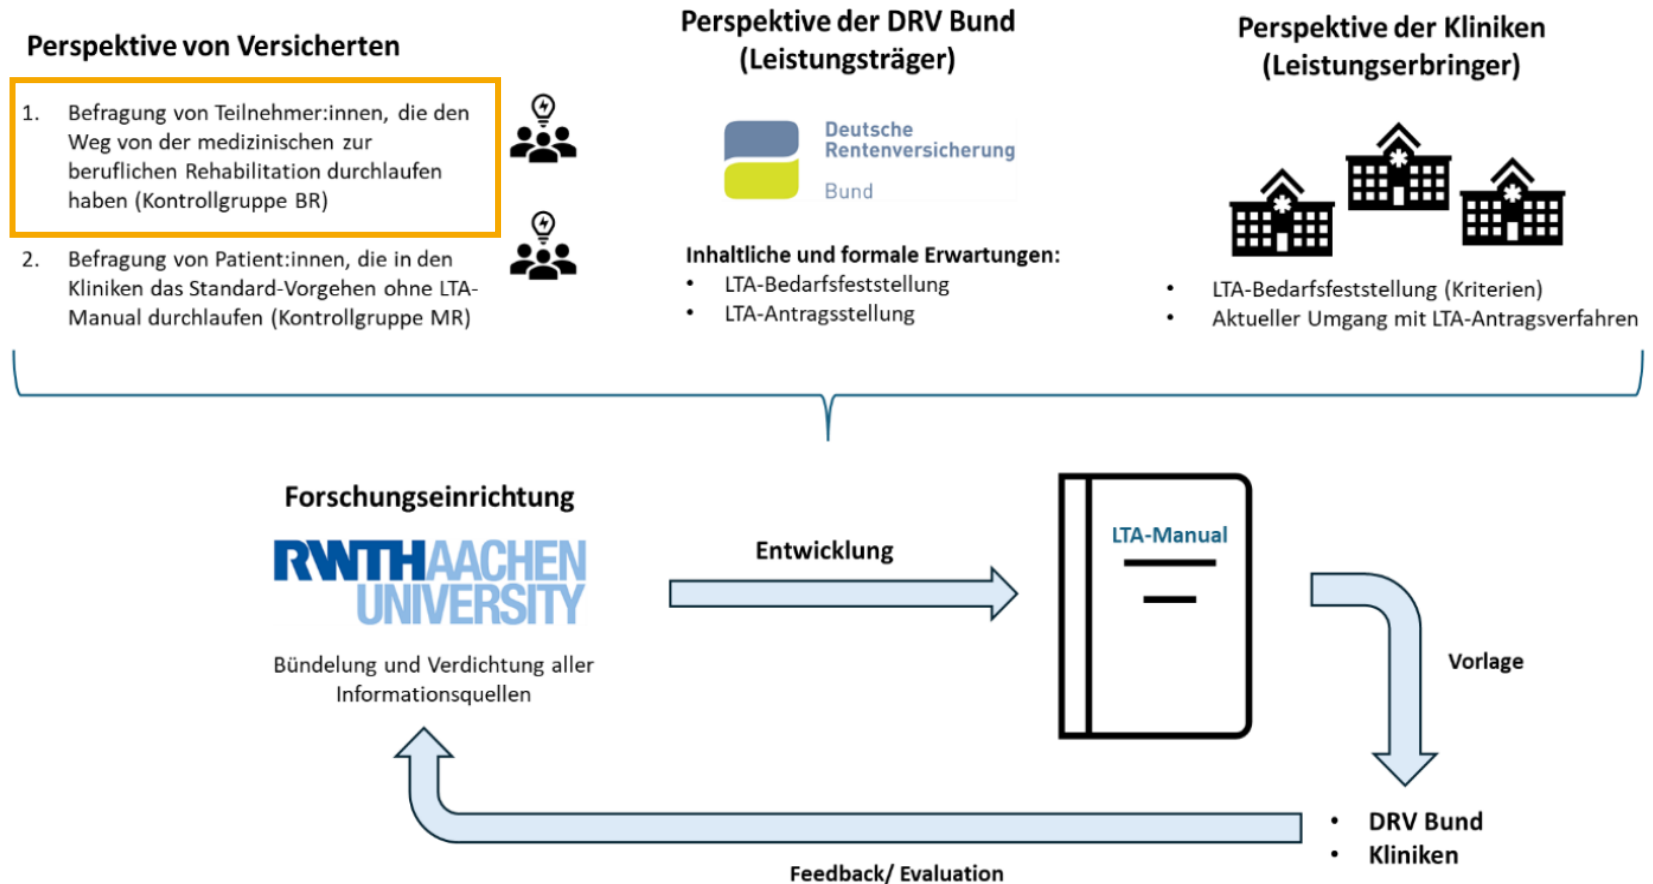 Perspektive von Versicherten
1. Befragung von Teilnehmer:innen, die den
Weg von der medizinischen zur
beruflichen Rehabilitation durchlaufen
haben (Kontrollgruppe BR)
2. Befragung von Patient:innen, die in den
Kliniken das Standard-Vorgehen ohne LTA-
Manual durchlaufen (Kontrollgruppe MR)
Perspektive der DRV Bund
(Leistungsträger)
Deutsche
Rentenversicherung
Bund
Inhaltliche und formale Erwartungen:
• LTA-Bedarfsfeststellung
• LTA-Antragsstellung
Perspektive der Kliniken
(Leistungserbringer)
• LTA-Bedarfsfeststellung (Kriterien)
• Aktueller Umgang mit LTA-Antragsverfahren
Forschungseinrichtung
RWTHAACHEN
UNIVERSITY
Bündelung und Verdichtung aller
Informationsquellen
Entwicklung
LTA-Manual
Vorlage
• DRV Bund
• Kliniken
Feedback/ Evaluation